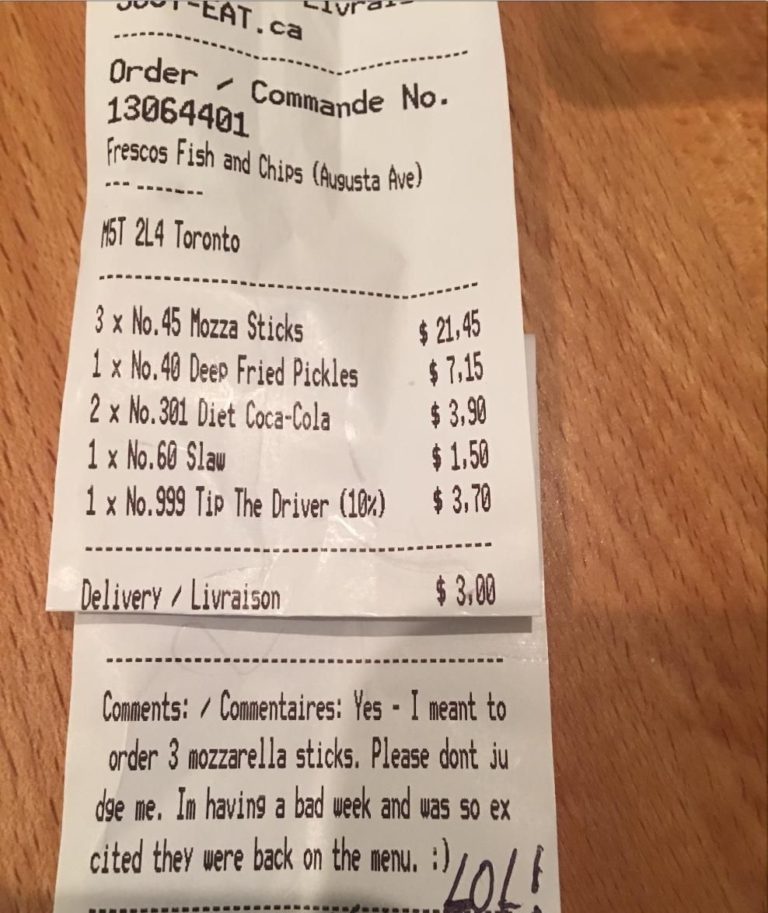 JUST-EAT.ca
Order / Commande No.
13064401
Frescos Fish and Chips (Augusta Ave)
M5T 2L4 Toronto
3 x No.45 Mozza Sticks $ 21,45
1 x No.40 Deep Fried Pickles $ 7,15
2 x No.301 Diet Coca-Cola $ 3,90
1 x No.60 Slaw $ 1,50
1 x No.999 Tip The Driver (10%) $ 3,70
Delivery / Livraison $ 3,00
Comments: / Commentaires: Yes - I meant to
order 3 mozzarella sticks. Please dont ju
dge me. Im having a bad week and was so ex
cited they were back on the menu. :)
LOL!